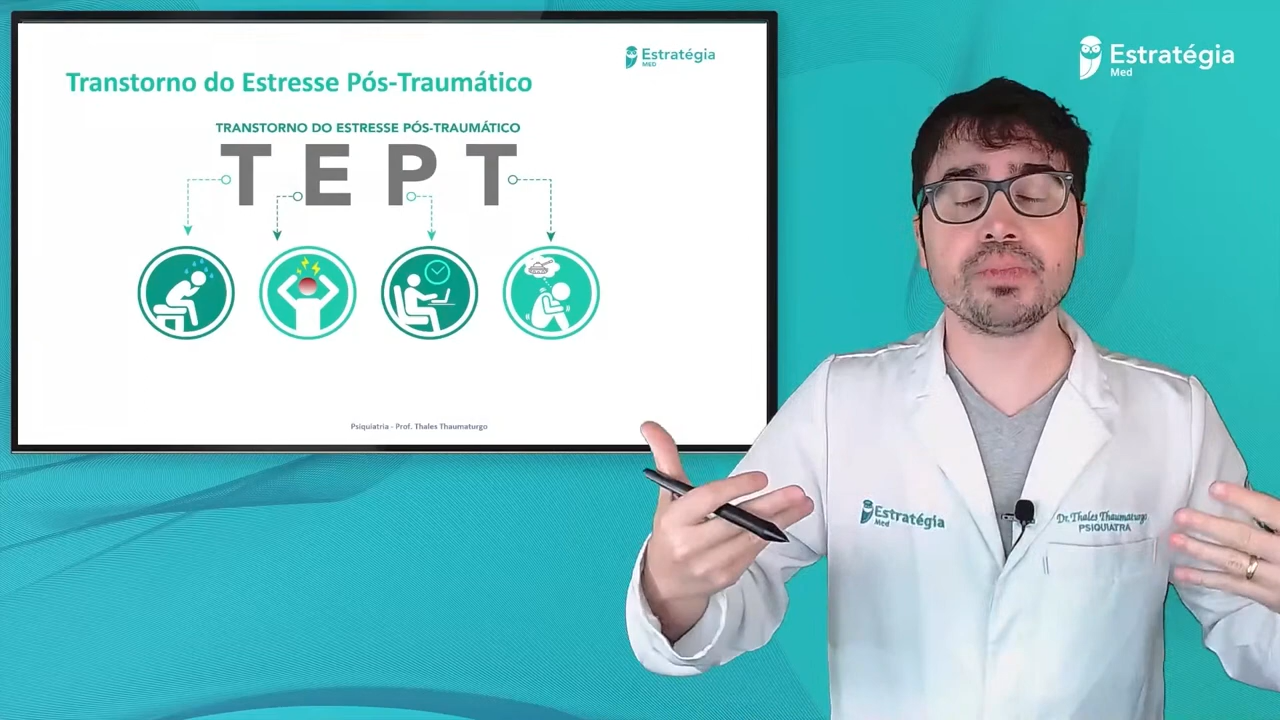 Estratégia
MED
Transtorno do Estresse Pós-Traumático
TRANSTORNO DO ESTRESSE PÓS-TRAUMÁTICO
TEPT
Psiquiatria - Prof. Thales Thaumaturgo
Estratégia
Med
Estratégia
Med
Dr. Thales Thaumaturgo
PSIQUIATRA